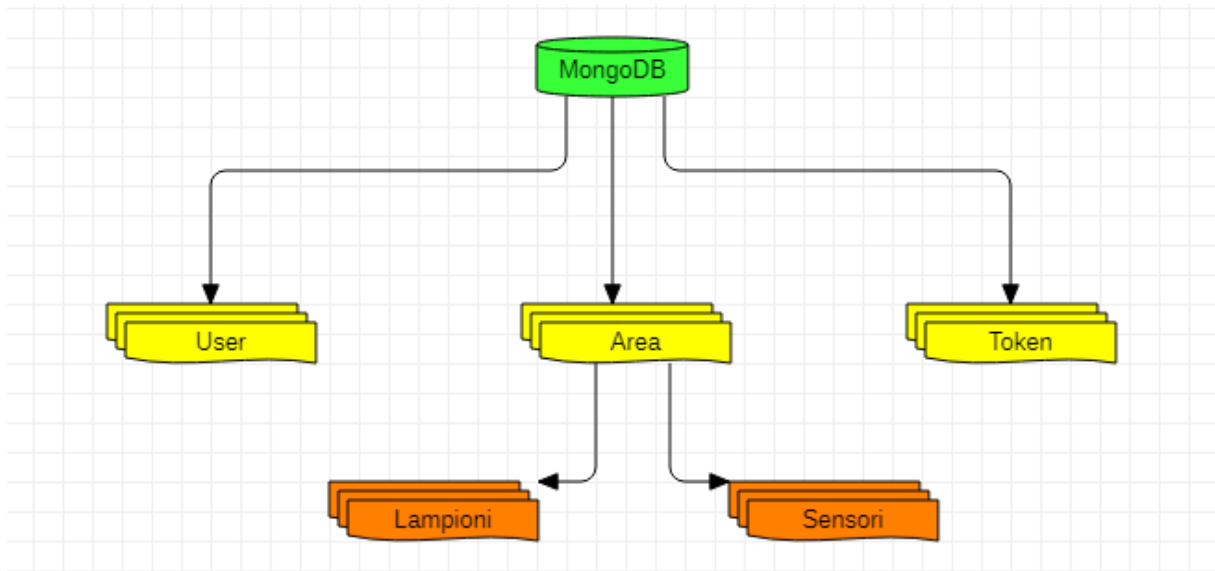 MongoDB
User
Area
Token
Lampioni
Sensori